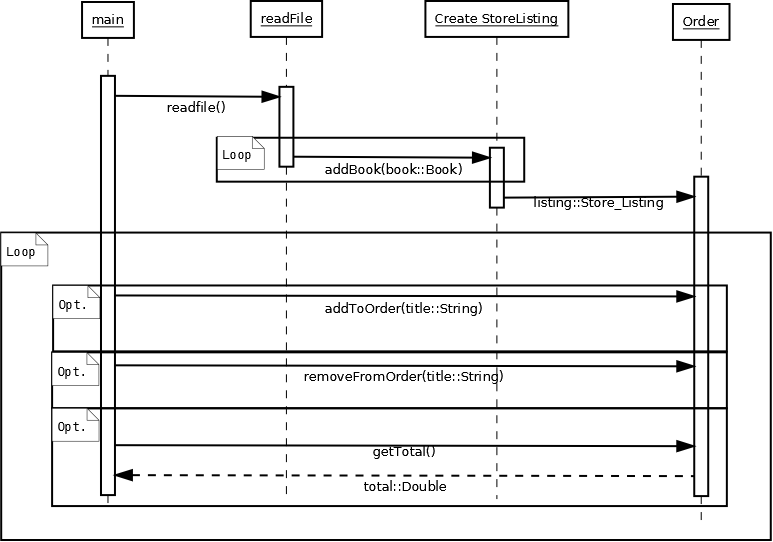 main
readFile
Create StoreListing
Order
readfile()
Loop
addBook(book::Book)
listing::Store_Listing
Loop
Opt.
addToOrder(title::String)
Opt.
removeFromOrder(title::String)
Opt.
getTotal()
total::Double